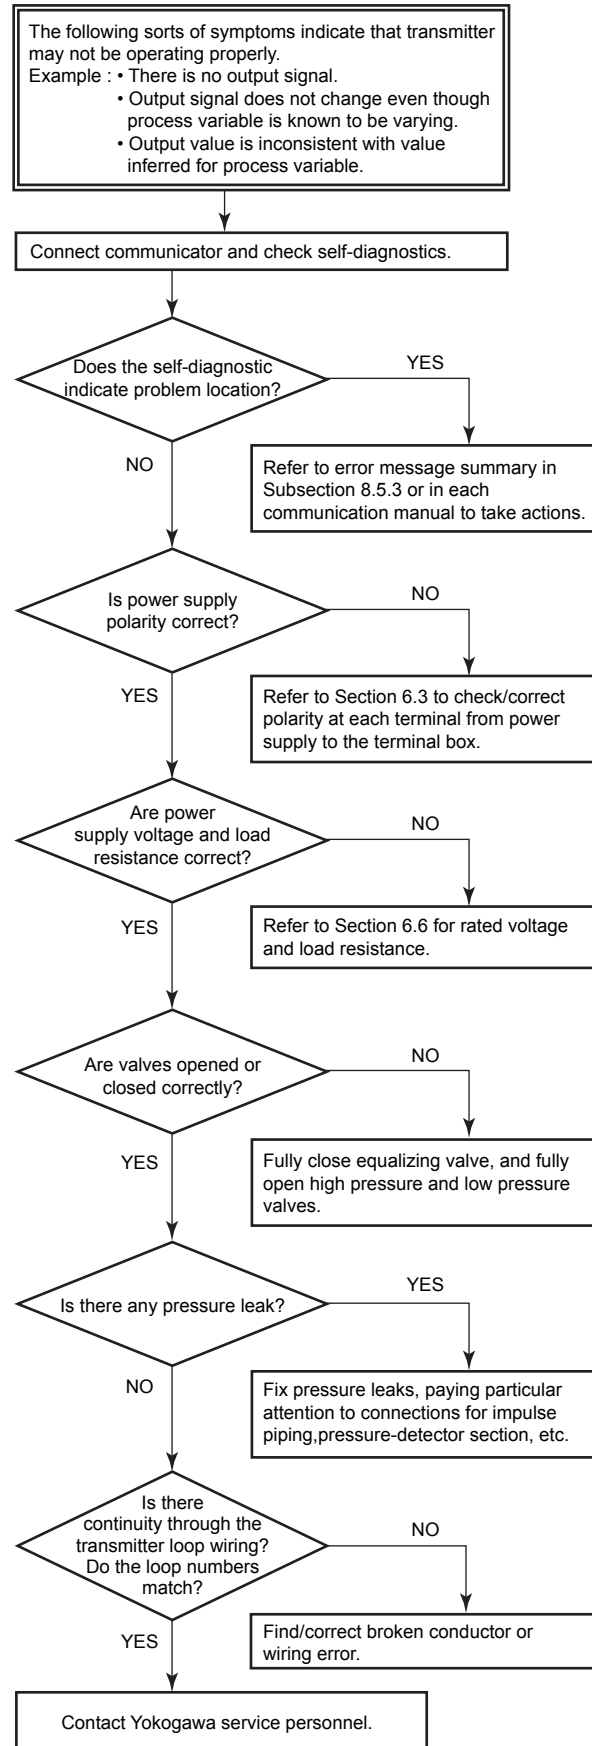 The following sorts of symptoms indicate that transmitter
may not be operating properly.
Example : • There is no output signal.
• Output signal does not change even though
process variable is known to be varying.
• Output value is inconsistent with value
inferred for process variable.
Connect communicator and check self-diagnostics.
Does the self-diagnostic
indicate problem location?
YES
NO
Refer to error message summary in
Subsection 8.5.3 or in each
communication manual to take actions.
Is power supply
polarity correct?
NO
YES
Refer to Section 6.3 to check/correct
polarity at each terminal from power
supply to the terminal box.
Are power
supply voltage and load
resistance correct?
NO
YES
Refer to Section 6.6 for rated voltage
and load resistance.
Are valves opened or
closed correctly?
NO
YES
Fully close equalizing valve, and fully
open high pressure and low pressure
valves.
Is there any pressure leak?
YES
NO
Fix pressure leaks, paying particular
attention to connections for impulse
piping,pressure-detector section, etc.
Is there
continuity through the
transmitter loop wiring?
Do the loop numbers
match?
NO
YES
Find/correct broken conductor or
wiring error.
Contact Yokogawa service personnel.